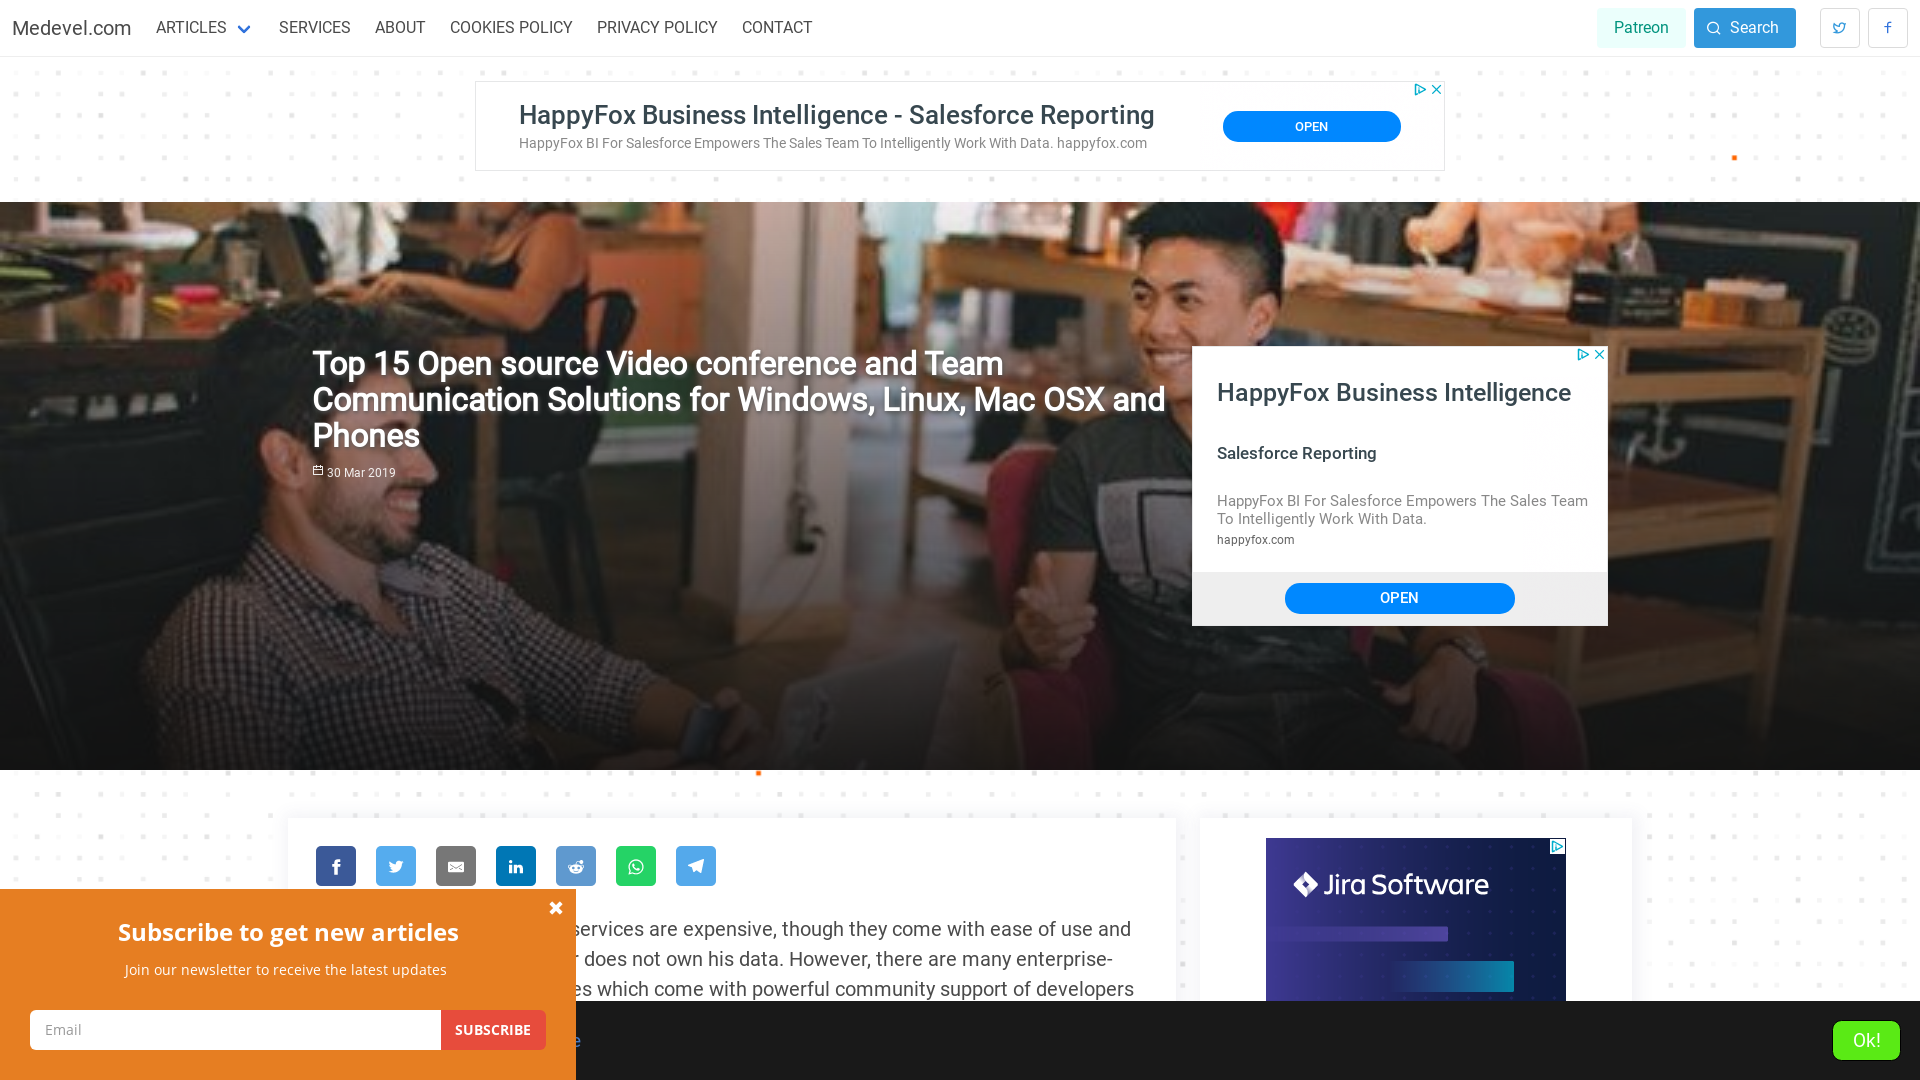 Medevel.com
ARTICLES
SERVICES
ABOUT
COOKIES POLICY
PRIVACY POLICY
CONTACT
Patreon
Search
HappyFox Business Intelligence - Salesforce Reporting
HappyFox BI For Salesforce Empowers The Sales Team To Intelligently Work With Data. happyfox.com
OPEN
Top 15 Open source Video conference and Team
Communication Solutions for Windows, Linux, Mac OSX and
Phones
30 Mar 2019
HappyFox Business Intelligence
Salesforce Reporting
HappyFox BI For Salesforce Empowers The Sales Team
To Intelligently Work With Data.
happyfox.com
OPEN
services are expensive, though they come with ease of use and
does not own his data. However, there are many enterprise-
which come with powerful community support of developers
Jira Software
Subscribe to get new articles
Join our newsletter to receive the latest updates
Email
SUBSCRIBE
Ok!